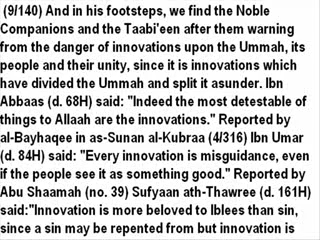 (9/140) And in his footsteps, we find the Noble
Companions and the Taabi'een after them warning
from the danger of innovations upon the Ummah, its
people and their unity, since it is innovations which
have divided the Ummah and split it asunder. Ibn
Abbaas (d. 68H) said: "Indeed the most detestable of
things to Allaah are the innovations." Reported by
al-Bayhaqee in as-Sunan al-Kubraa (4/316) Ibn Umar
(d. 84H) said: "Every innovation is misguidance, even
if the people see it as something good." Reported by
Abu Shaamah (no. 39) Sufyaan ath-Thawree (d. 161H)
said:"Innovation is more beloved to Iblees than sin,
since a sin may be repented from but innovation is